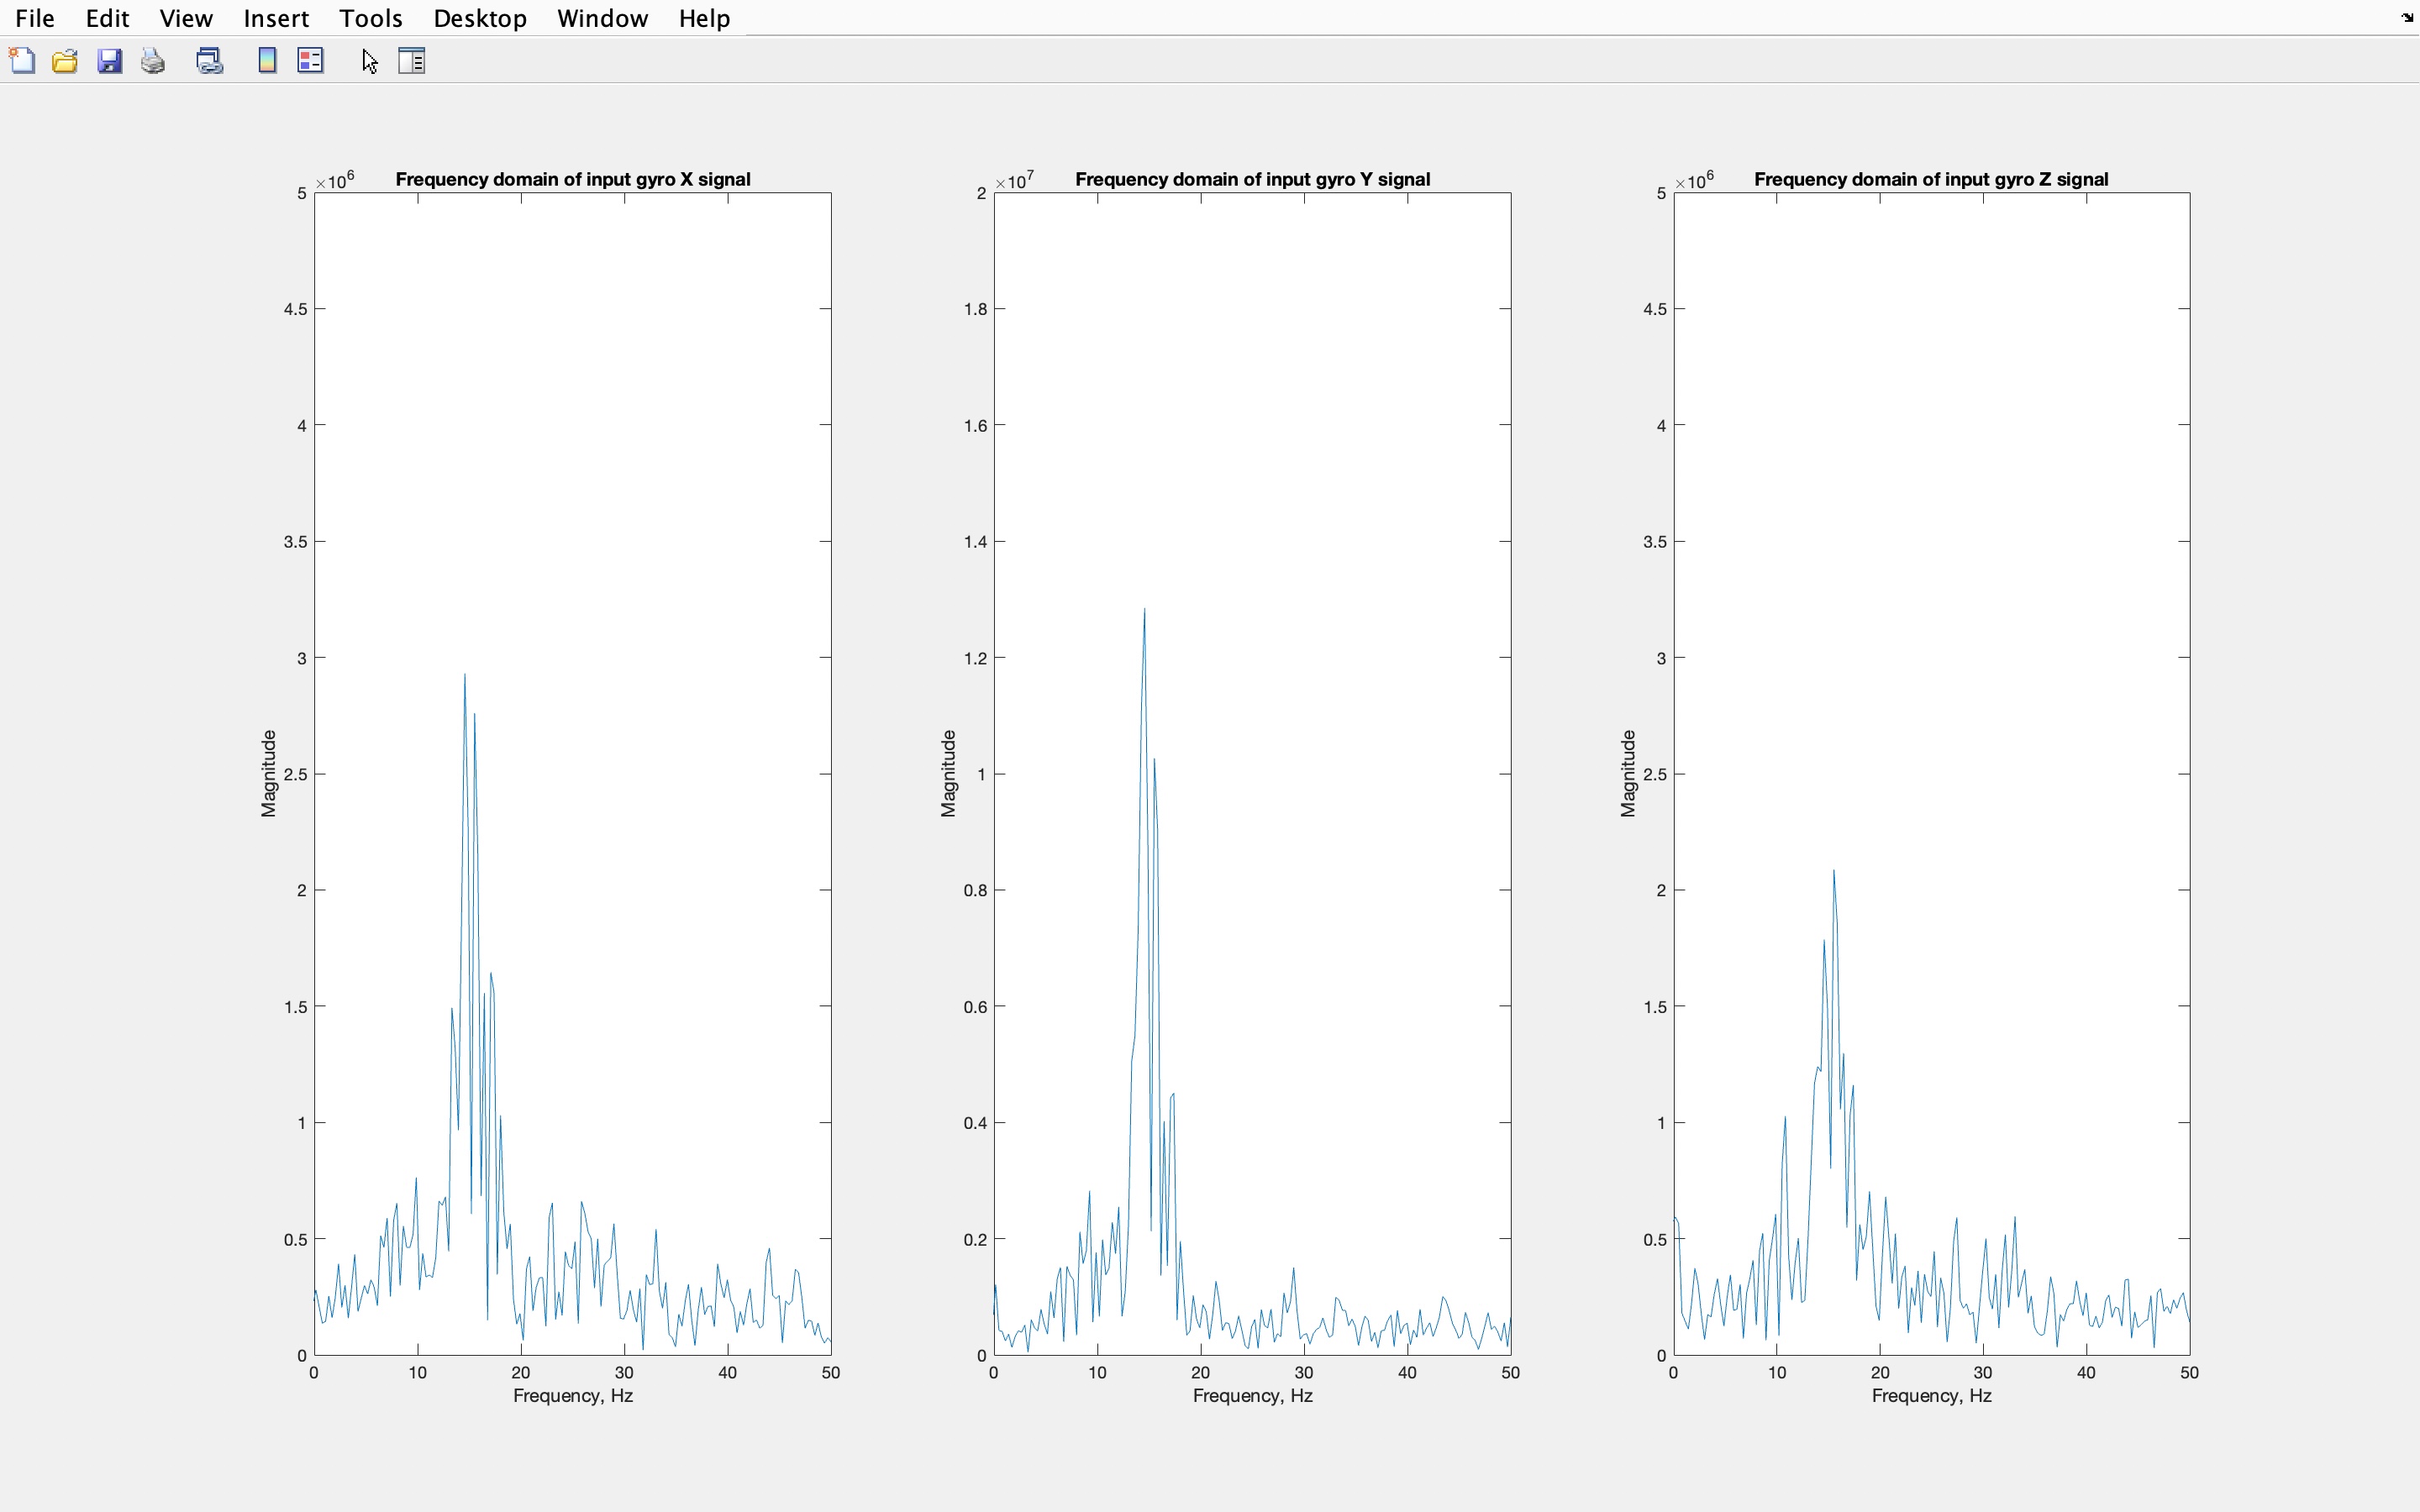 File Edit View Insert Tools Desktop Window Help
×10^6 Frequency domain of input gyro X signal
5
4.5
4
3.5
3
2.5
2
1.5
1
0.5
0
Magnitude
0 10 20 30 40 50
Frequency, Hz
×10^7 Frequency domain of input gyro Y signal
2
1.8
1.6
1.4
1.2
1
0.8
0.6
0.4
0.2
0
Magnitude
0 10 20 30 40 50
Frequency, Hz
×10^6 Frequency domain of input gyro Z signal
5
4.5
4
3.5
3
2.5
2
1.5
1
0.5
0
Magnitude
0 10 20 30 40 50
Frequency, Hz